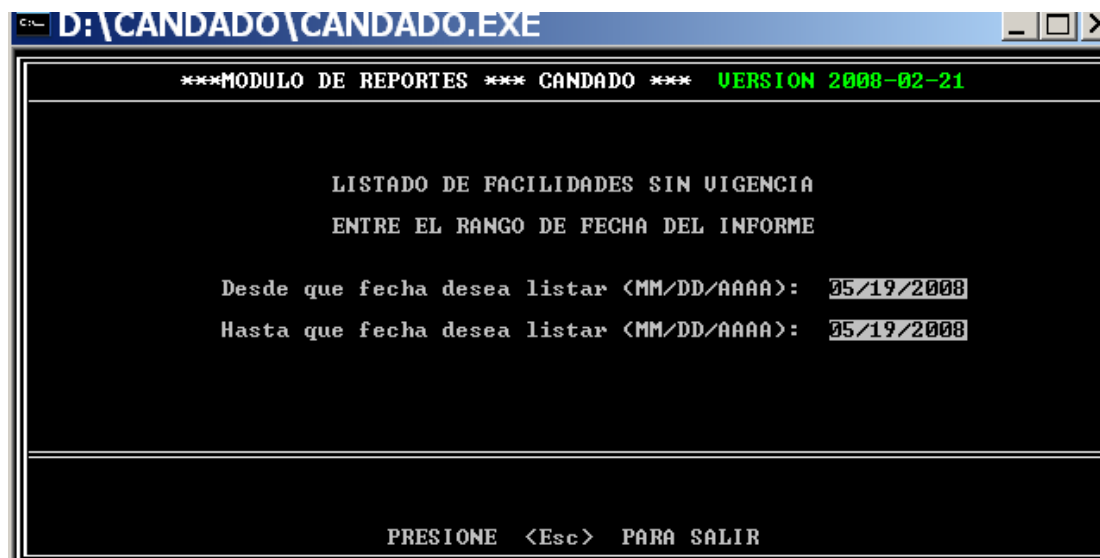 D:\CANDADO\CANDADO.EXE
***MODULO DE REPORTES *** CANDADO *** VERSION 2008-02-21
LISTADO DE FACILIDADES SIN VIGENCIA
ENTRE EL RANGO DE FECHA DEL INFORME
Desde que fecha desea listar (MM/DD/AAAA): 05/19/2008
Hasta que fecha desea listar (MM/DD/AAAA): 05/19/2008
PRESIONE <Esc> PARA SALIR